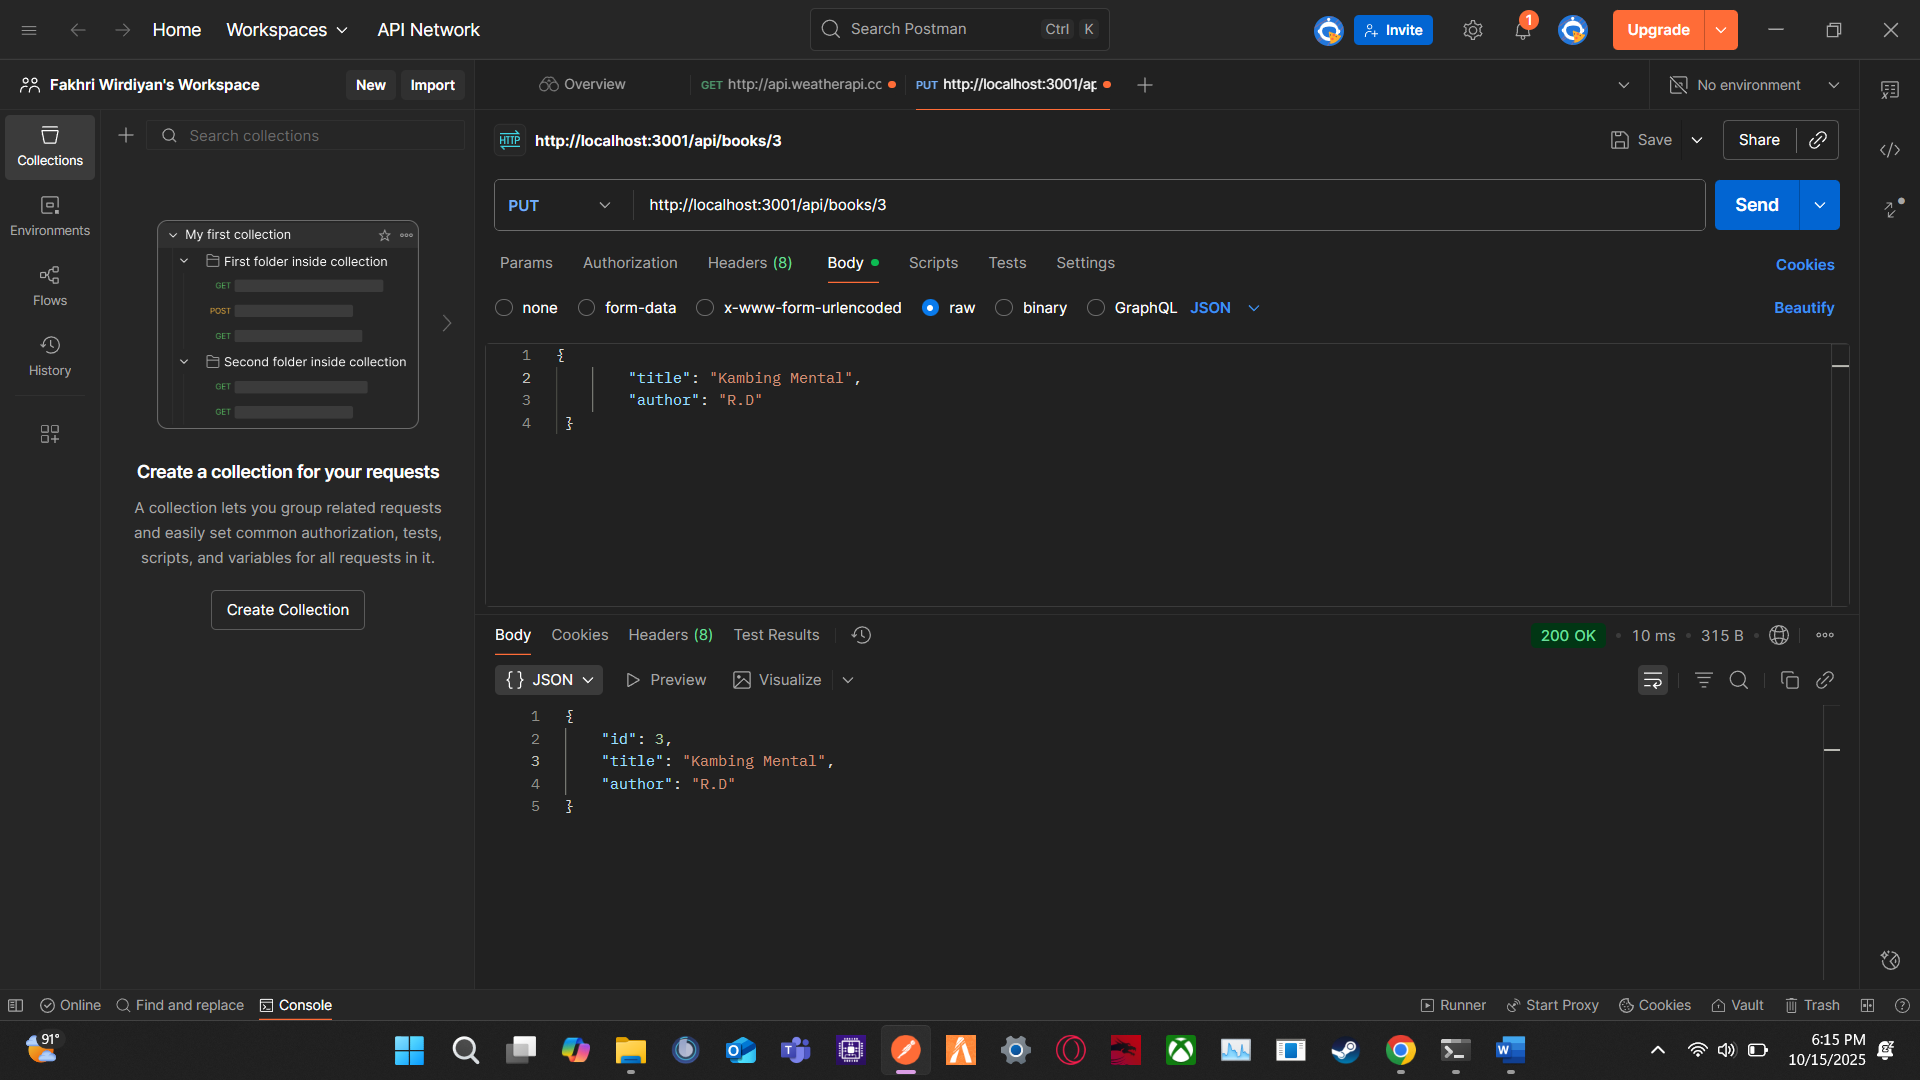 Home
Workspaces
API Network
Search Postman
Ctrl
K
Invite
1
Upgrade
Fakhri Wirdiyan's Workspace
New
Import
Overview
GET http://api.weatherapi.cc
PUT http://localhost:3001/ap
No environment
Collections
Environments
Flows
History
Search collections
My first collection
First folder inside collection
GET
POST
GET
Second folder inside collection
GET
GET
Create a collection for your requests
A collection lets you group related requests
and easily set common authorization, tests,
scripts, and variables for all requests in it.
Create Collection
HTTP http://localhost:3001/api/books/3
Save
Share
PUT
http://localhost:3001/api/books/3
Send
Params
Authorization
Headers (8)
Body
Scripts
Tests
Settings
Cookies
none
form-data
x-www-form-urlencoded
raw
binary
GraphQL
JSON
Beautify
1 {
2 "title": "Kambing Mental",
3 "author": "R.D"
4 }
Body
Cookies
Headers (8)
Test Results
200 OK
10 ms
315 B
{} JSON
Preview
Visualize
1 {
2 "id": 3,
3 "title": "Kambing Mental",
4 "author": "R.D"
5 }
Online
Find and replace
Console
Runner
Start Proxy
Cookies
Vault
Trash
91°
6:15 PM
10/15/2025